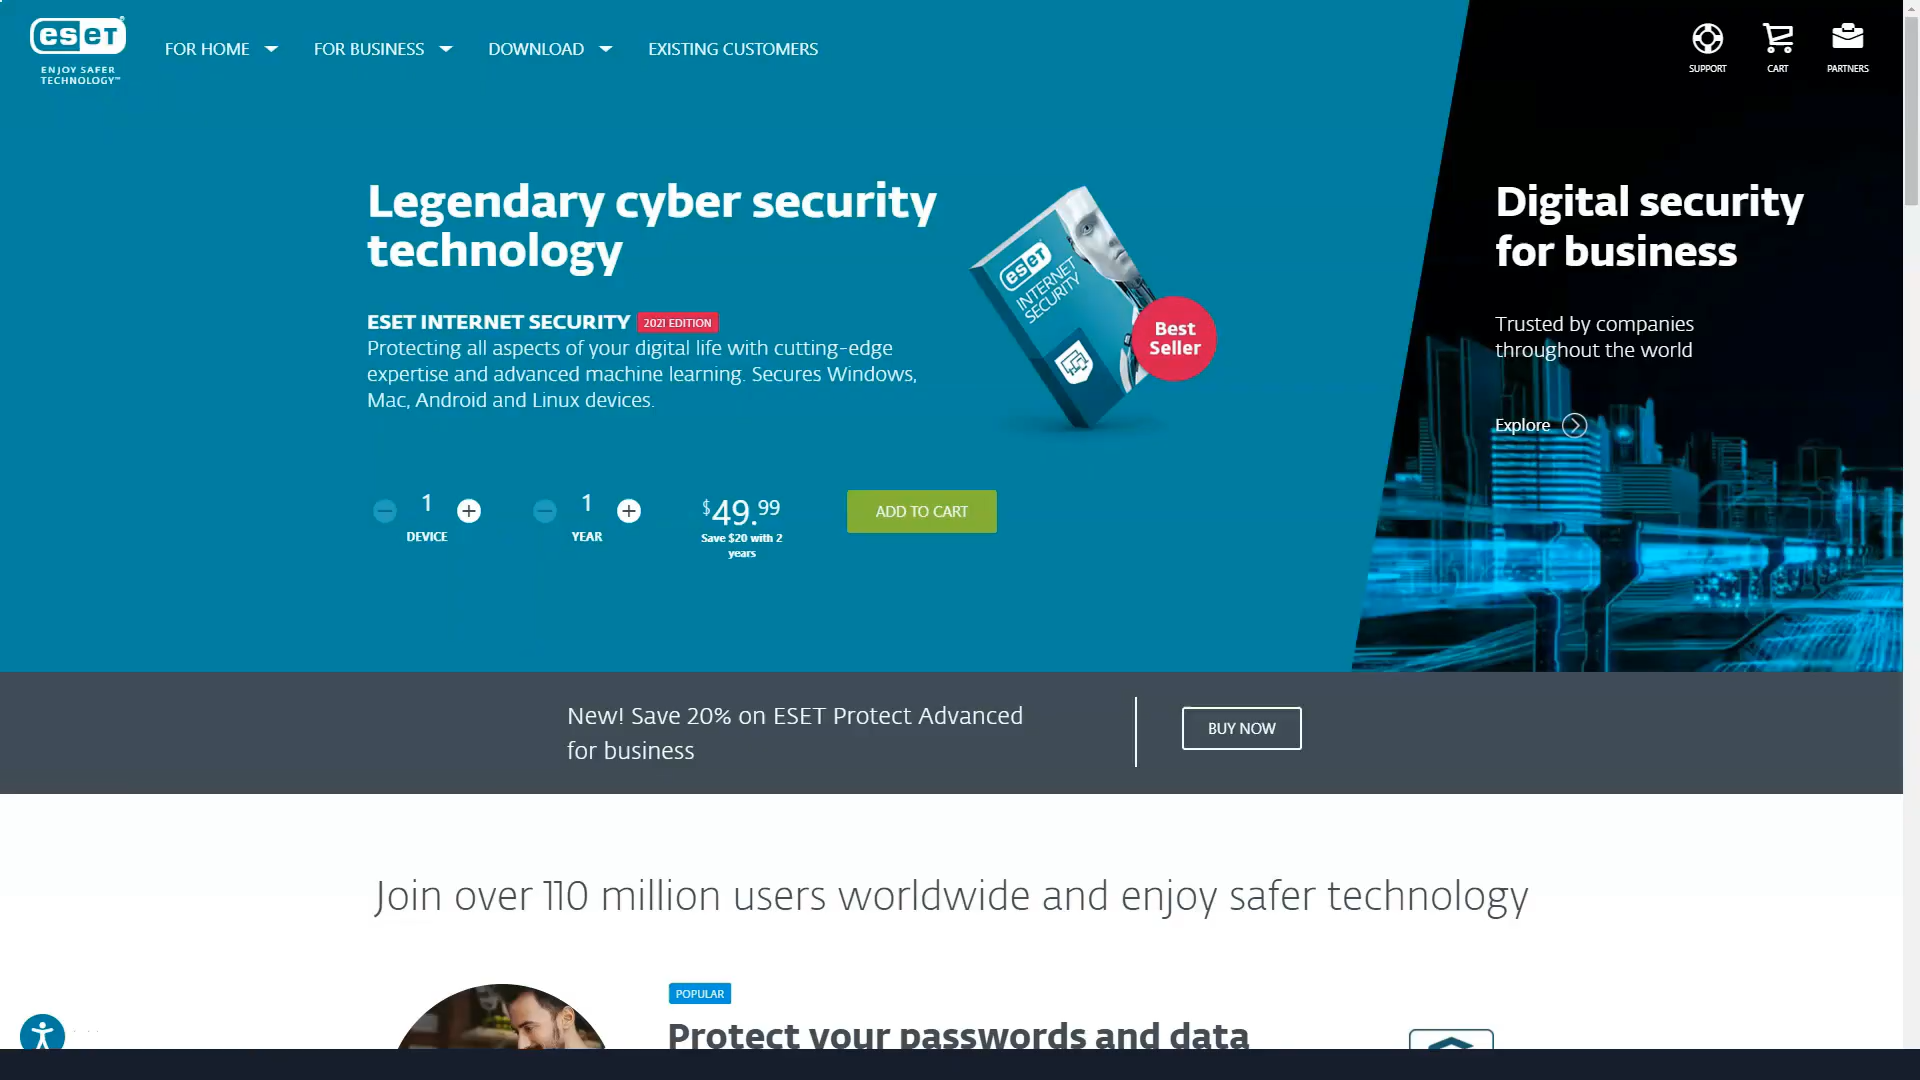 eset
ENJOY SAFER
TECHNOLOGY™
FOR HOME
FOR BUSINESS
DOWNLOAD
EXISTING CUSTOMERS
SUPPORT
CART
PARTNERS
Legendary cyber security
technology
ESET INTERNET SECURITY 2021 EDITION
Protecting all aspects of your digital life with cutting-edge
expertise and advanced machine learning. Secures Windows,
Mac, Android and Linux devices.
eset
INTERNET
SECURITY
Best
Seller
1
DEVICE
1
YEAR
$49.99
Save $20 with 2
years
ADD TO CART
Digital security
for business
Trusted by companies
throughout the world
Explore
New! Save 20% on ESET Protect Advanced
for business
BUY NOW
Join over 110 million users worldwide and enjoy safer technology
POPULAR
Protect your passwords and data